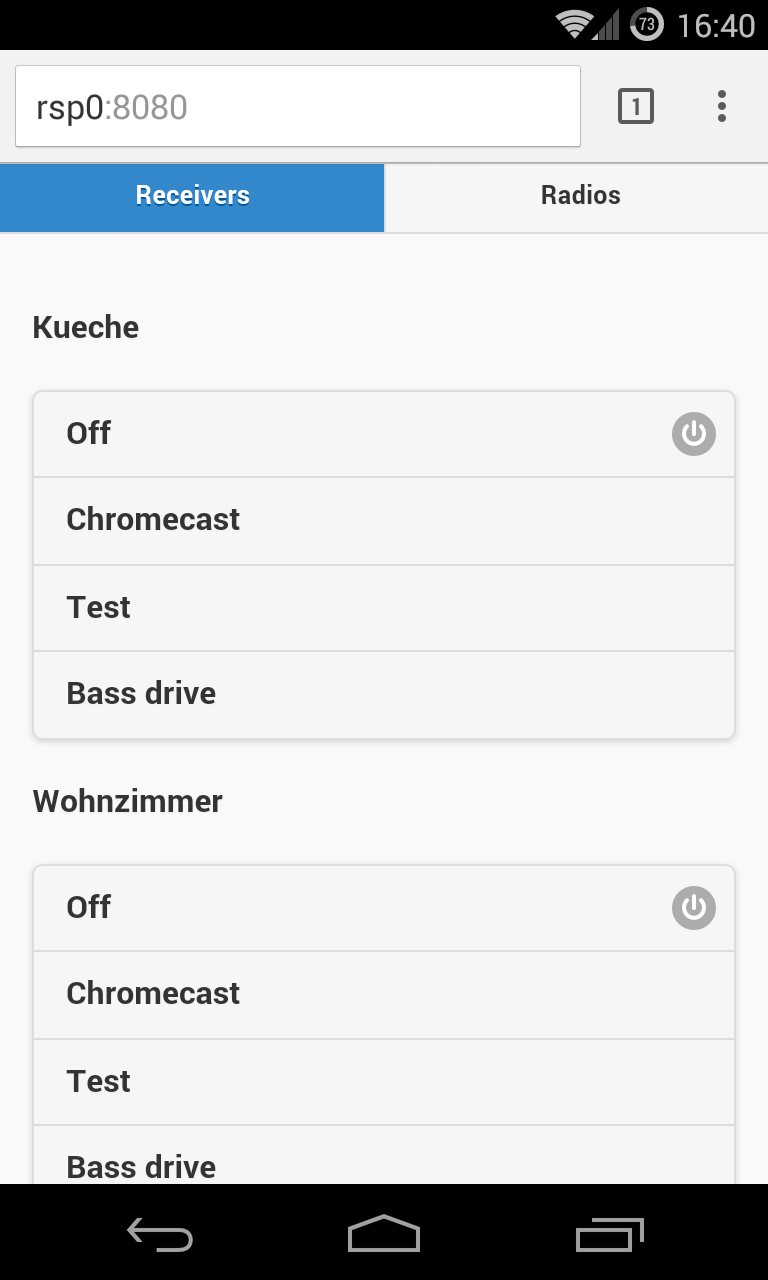 73 16:40
rsp0:8080 1
Receivers Radios
Kueche
Off
Chromecast
Test
Bass drive
Wohnzimmer
Off
Chromecast
Test
Bass drive